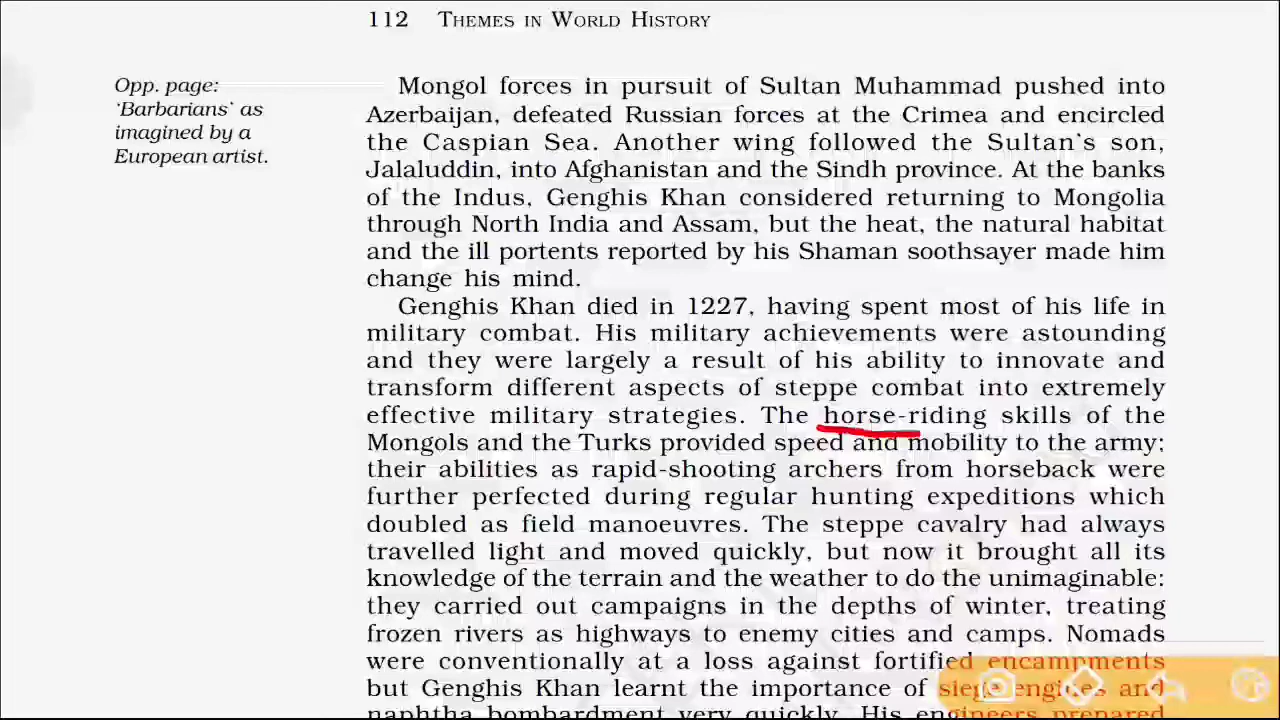 112 THEMES IN WORLD HISTORY
Opp. page:
'Barbarians' as
imagined by a
European artist.
Mongol forces in pursuit of Sultan Muhammad pushed into
Azerbaijan, defeated Russian forces at the Crimea and encircled
the Caspian Sea. Another wing followed the Sultan's son,
Jalaluddin, into Afghanistan and the Sindh province. At the banks
of the Indus, Genghis Khan considered returning to Mongolia
through North India and Assam, but the heat, the natural habitat
and the ill portents reported by his Shaman soothsayer made him
change his mind.
Genghis Khan died in 1227, having spent most of his life in
military combat. His military achievements were astounding
and they were largely a result of his ability to innovate and
transform different aspects of steppe combat into extremely
effective military strategies. The horse-riding skills of the
Mongols and the Turks provided speed and mobility to the army;
their abilities as rapid-shooting archers from horseback were
further perfected during regular hunting expeditions which
doubled as field manoeuvres. The steppe cavalry had always
travelled light and moved quickly, but now it brought all its
knowledge of the terrain and the weather to do the unimaginable:
they carried out campaigns in the depths of winter, treating
frozen rivers as highways to enemy cities and camps. Nomads
were conventionally at a loss against fortified encampments
but Genghis Khan learnt the importance of siege engines and
naphtha bombardment very quickly. His engineers prepared